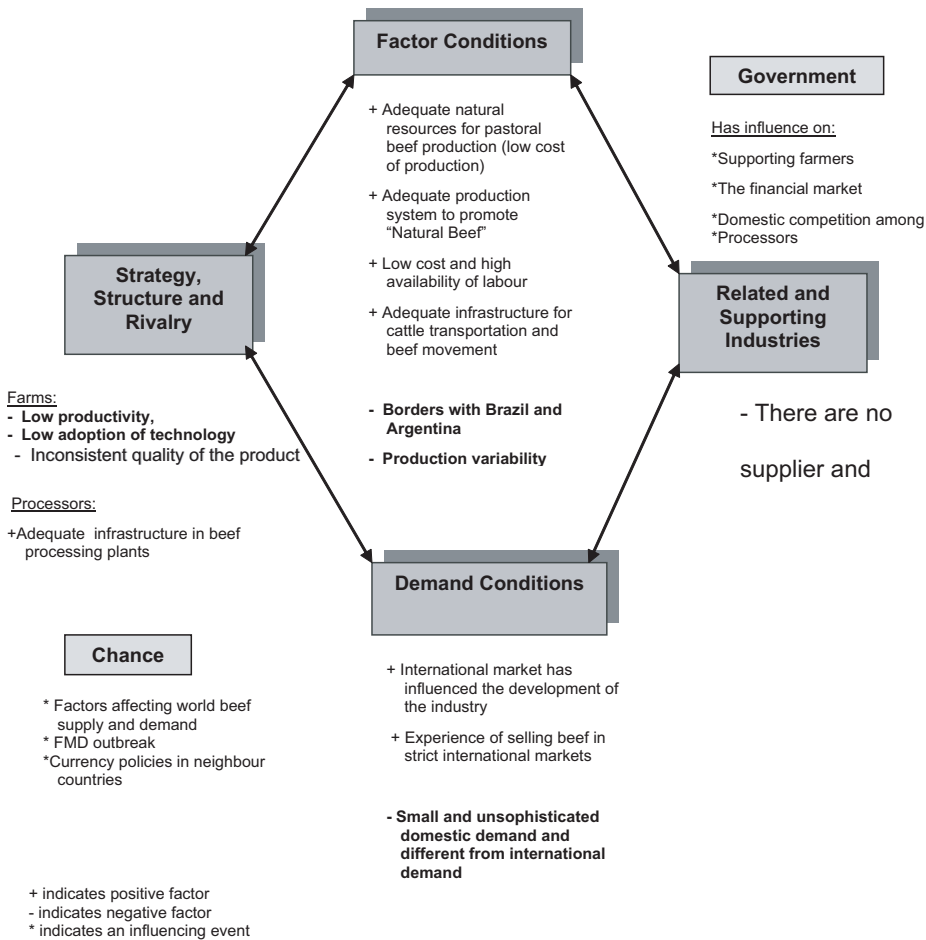 Factor Conditions
+ Adequate natural
resources for pastoral
beef production (low cost
of production)
+ Adequate production
system to promote
“Natural Beef”
+ Low cost and high
availability of labour
+ Adequate infrastructure for
cattle transportation and
beef movement
- Borders with Brazil and
Argentina
- Production variability
Government
Has influence on:
*Supporting farmers
*The financial market
*Domestic competition among
*Processors
Strategy,
Structure and
Rivalry
Farms:
- Low productivity,
- Low adoption of technology
- Inconsistent quality of the product
Processors:
+Adequate infrastructure in beef
processing plants
Related and
Supporting
Industries
- There are no
supplier and
Demand Conditions
+ International market has
influenced the development of
the industry
+ Experience of selling beef in
strict international markets
- Small and unsophisticated
domestic demand and
different from international
demand
Chance
* Factors affecting world beef
supply and demand
* FMD outbreak
*Currency policies in neighbour
countries
+ indicates positive factor
- indicates negative factor
* indicates an influencing event